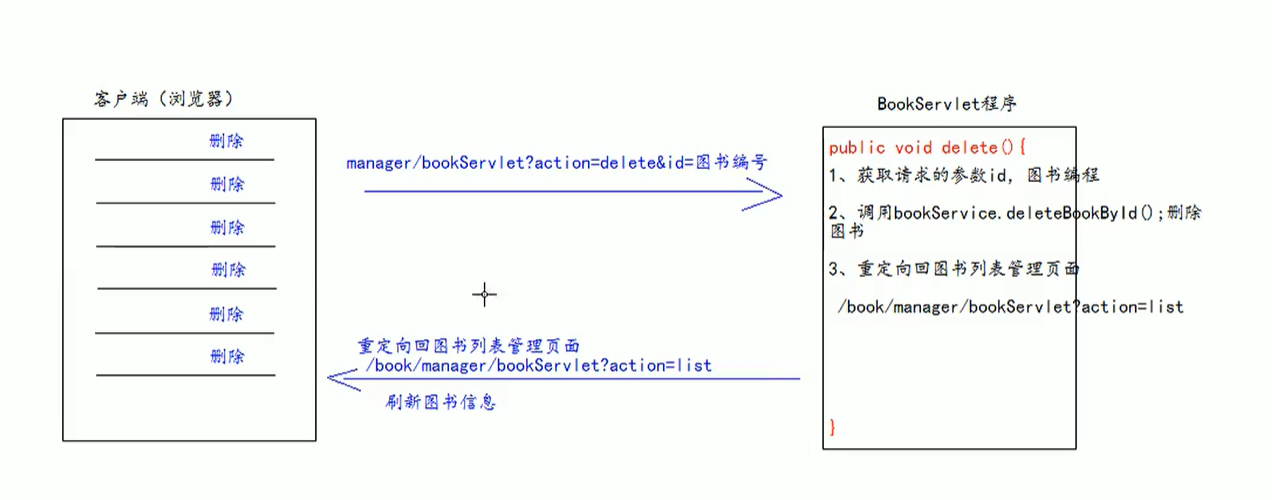 客户端（浏览器）
删除
删除
删除
删除
删除
删除
manager/bookServlet?action=delete&id=图书编号
重定向回图书列表管理页面
/book/manager/bookServlet?action=list
刷新图书信息
BookServlet程序
public void delete(){
1、获取请求的参数id，图书编程
2、调用bookService.deleteBookById();删除
图书
3、重定向回图书列表管理页面
/book/manager/bookServlet?action=list
}